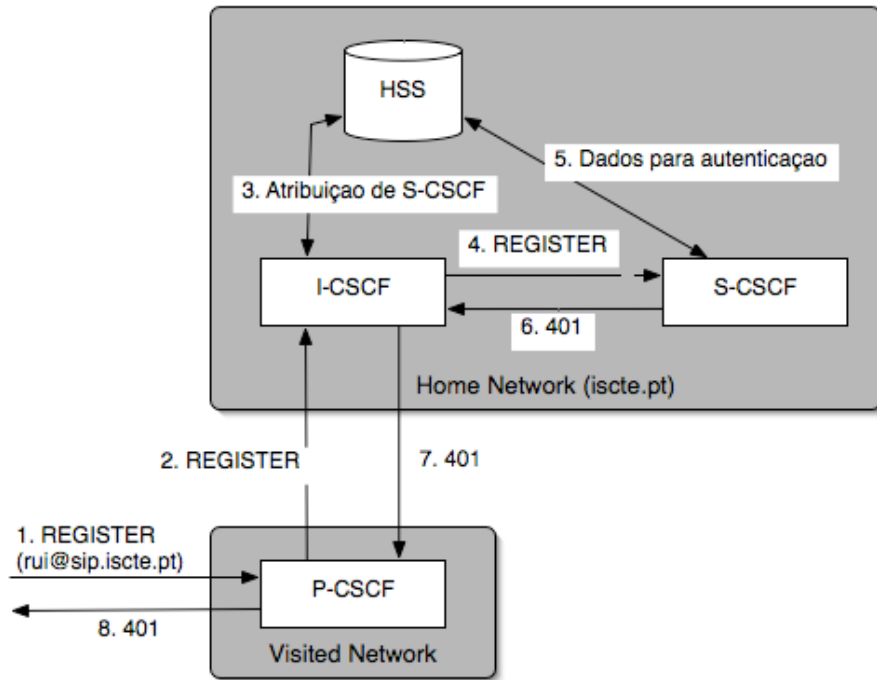 HSS
5. Dados para autenticaçao
3. Atribuiçao de S-CSCF
4. REGISTER
I-CSCF
S-CSCF
6. 401
Home Network (iscte.pt)
2. REGISTER
7. 401
1. REGISTER
(rui@sip.iscte.pt)
P-CSCF
8. 401
Visited Network